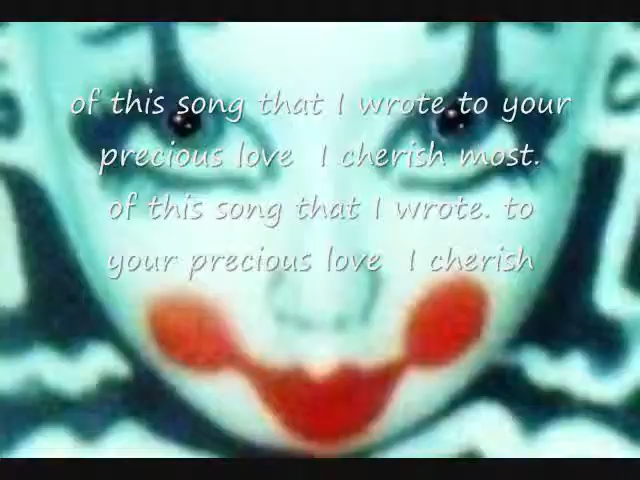 of this song that I wrote to your
precious love I cherish most.
of this song that I wrote. to
your precious love I cherish